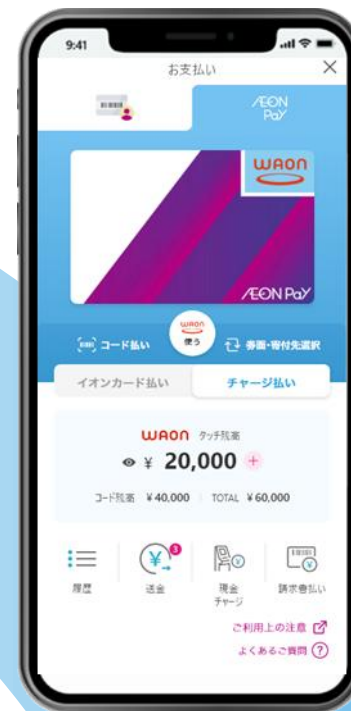 9:41
お支払い
ÆON
Pay
WAON
ÆON Pay
WAON
コード払い 使う 券面・寄付先選択
イオンカード払い チャージ払い
WAON タッチ残高
¥ 20,000 +
コード残高 ¥40,000 TOTAL ¥60,000
3
履歴 送金 現金 請求書払い
チャージ
ご利用上の注意
よくあるご質問 ?